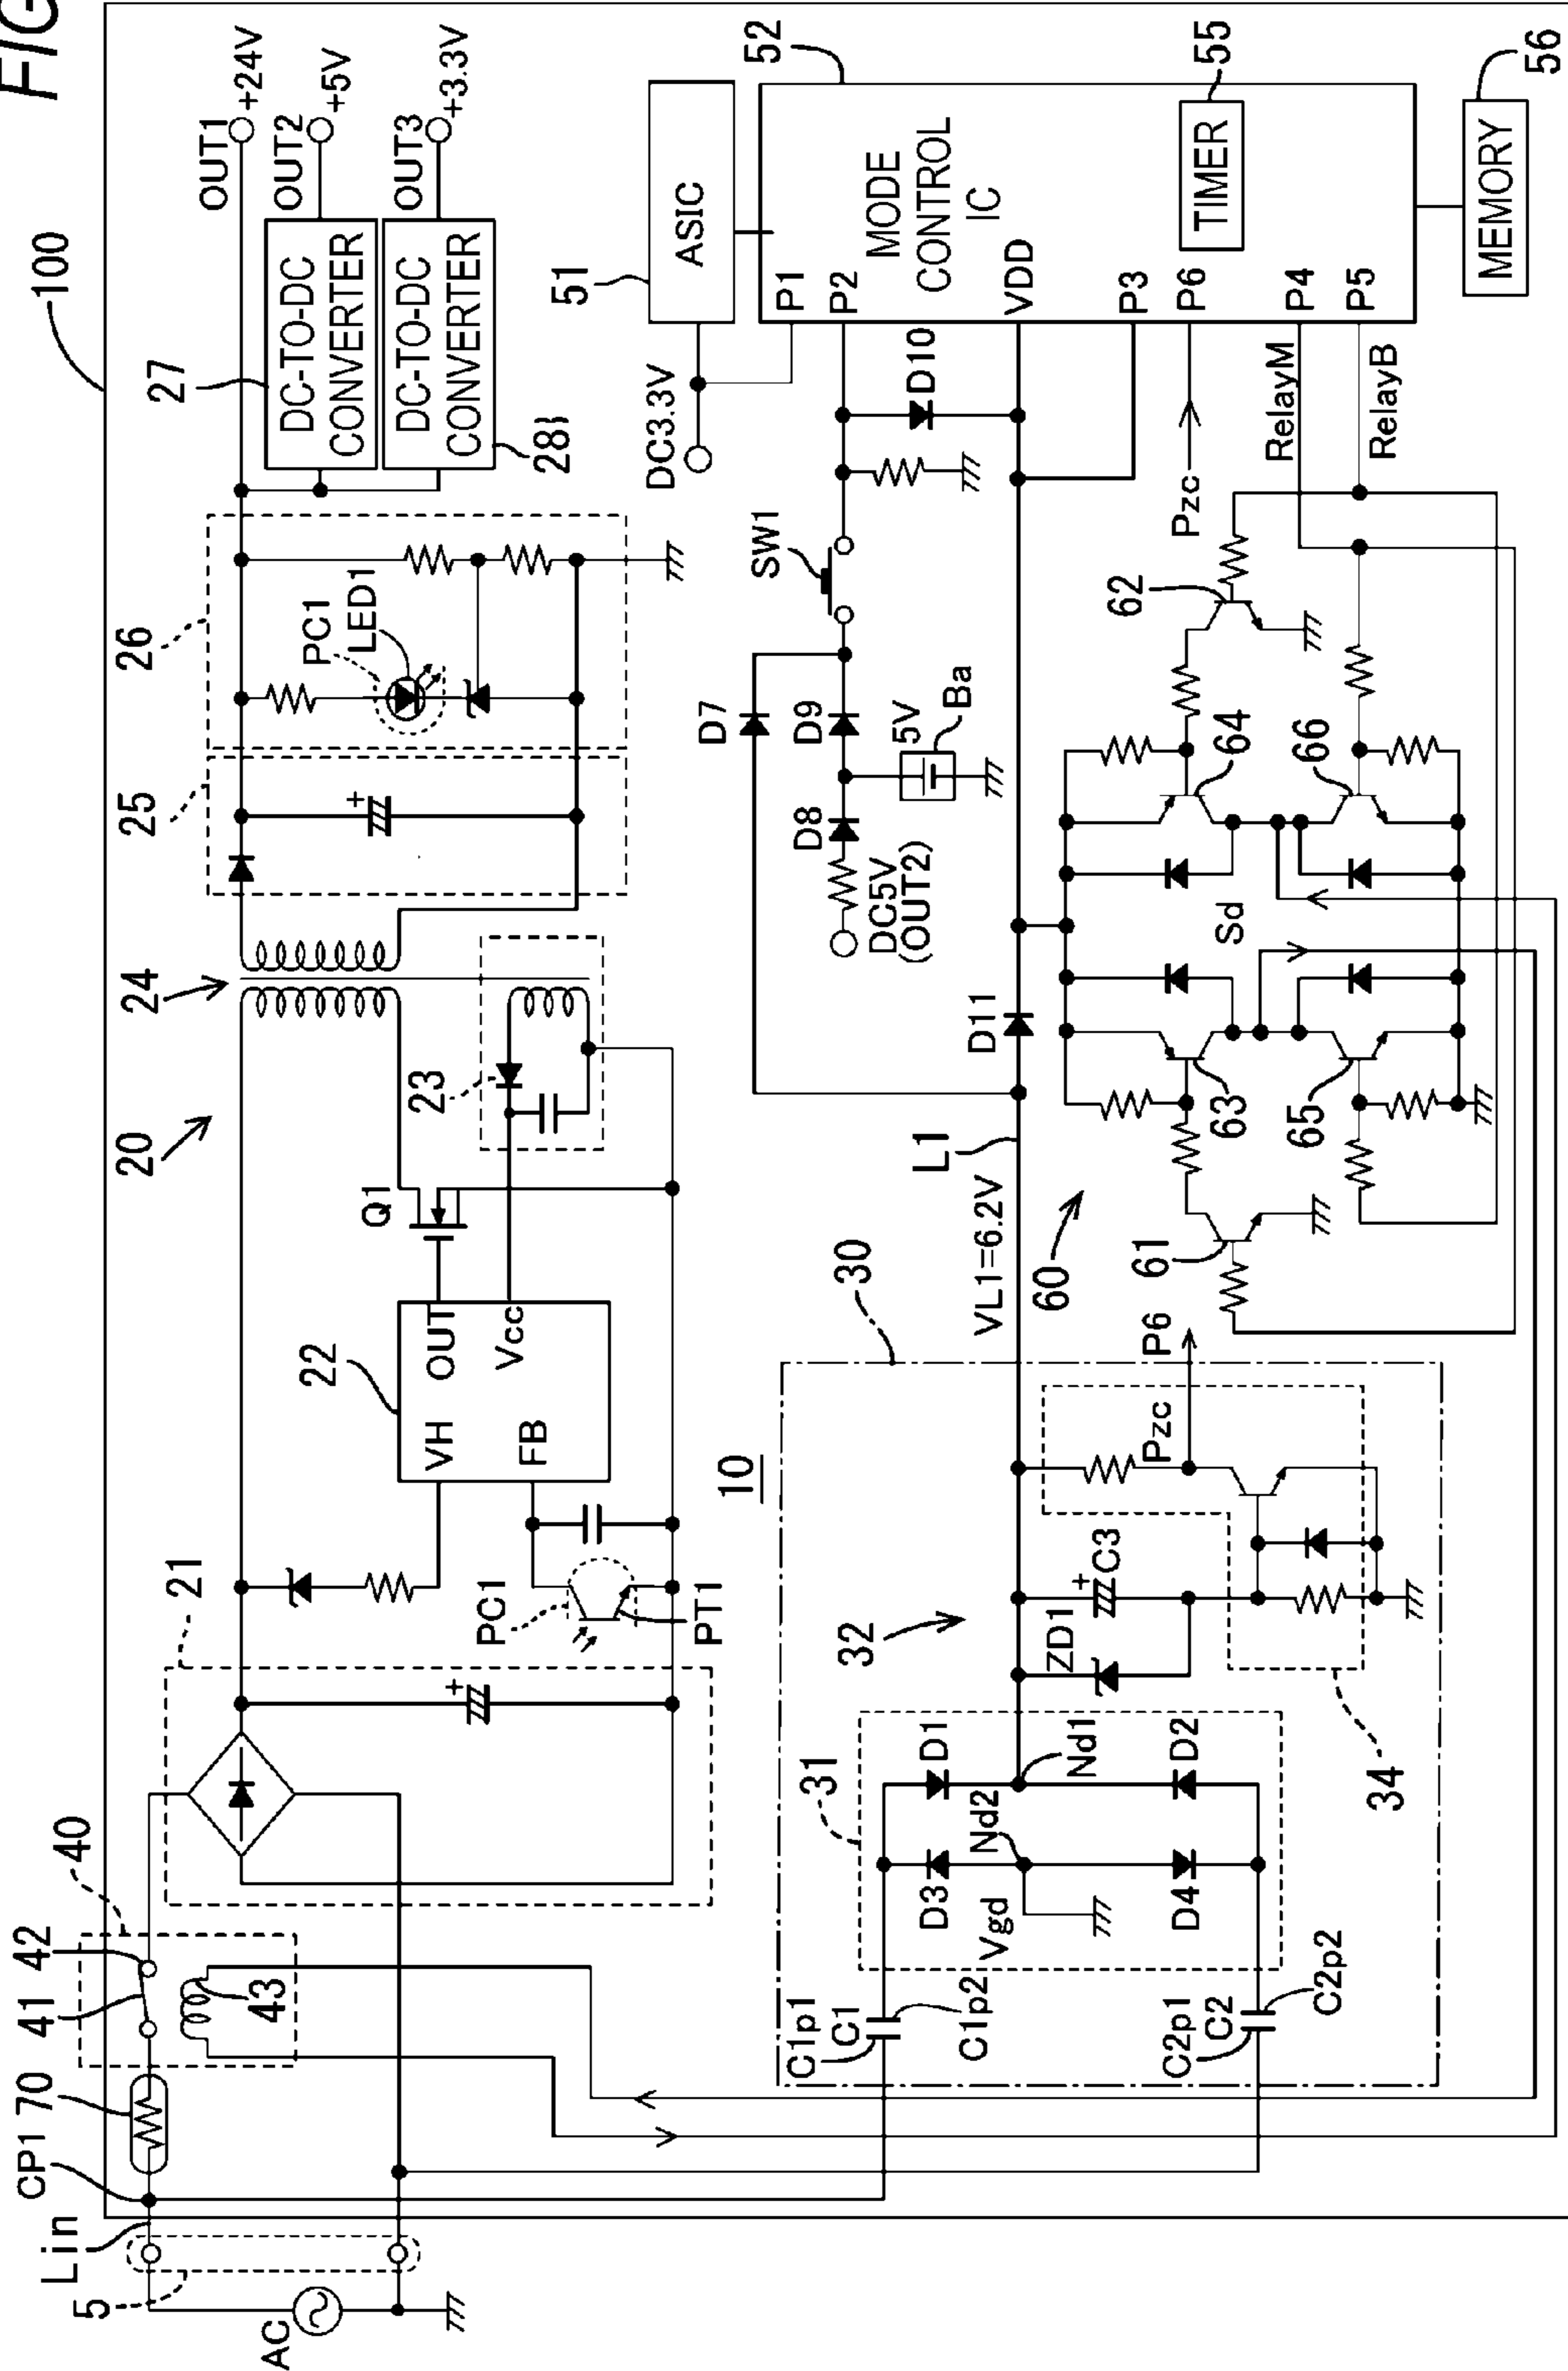 FIG
100
OUT1
+24V
OUT2
+5V
OUT3
+3.3V
27
DC-TO-DC
CONVERTER
DC-TO-DC
CONVERTER
28
26
PC1
LED1
25
24
20
23
Q1
22
OUT
Vcc
VH
FB
21
PC1
PT1
40
42
41
43
70
CP1
Lin
5
AC
10
52
51
ASIC
DC3.3V
MODE
CONTROL
IC
P1
P2
VDD
P3
P6
P4
P5
TIMER
55
MEMORY
56
D10
SW1
D7
D9
5V
Ba
D8
DC5V
(OUT2)
D11
L1
VL1=6.2V
Pzc
RelayM
RelayB
62
64
66
Sd
63
65
61
60
30
P6
Pzc
C3
32
ZD1
34
31
D1
Nd1
D2
Nd2
D3
Vgd
D4
C1p1
C1
C1p2
C2p1
C2
C2p2